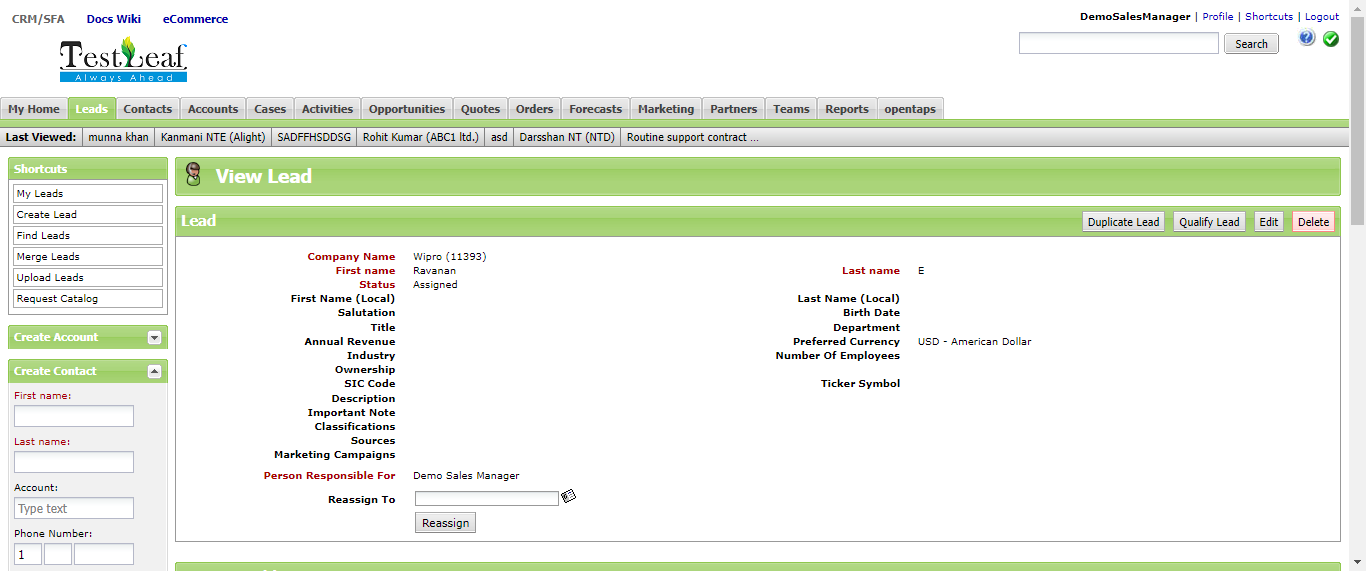 CRM/SFA Docs Wiki eCommerce
DemoSalesManager | Profile | Shortcuts | Logout
TestLeaf
Always Ahead
Search
My Home Leads Contacts Accounts Cases Activities Opportunities Quotes Orders Forecasts Marketing Partners Teams Reports opentaps
Last Viewed: munna khan Kanmani NTE (Alight) SADFFHSDDSG Rohit Kumar (ABC1 ltd.) asd Darsshan NT (NTD) Routine support contract ...
Shortcuts
My Leads
Create Lead
Find Leads
Merge Leads
Upload Leads
Request Catalog
Create Account
Create Contact
First name:
Last name:
Account:
Type text
Phone Number:
1
View Lead
Lead Duplicate Lead Qualify Lead Edit Delete
Company Name Wipro (11393)
First name Ravanan Last name E
Status Assigned
First Name (Local) Last Name (Local)
Salutation Birth Date
Title Department
Annual Revenue Preferred Currency USD - American Dollar
Industry Number Of Employees
Ownership
SIC Code Ticker Symbol
Description
Important Note
Classifications
Sources
Marketing Campaigns
Person Responsible For Demo Sales Manager
Reassign To
Reassign